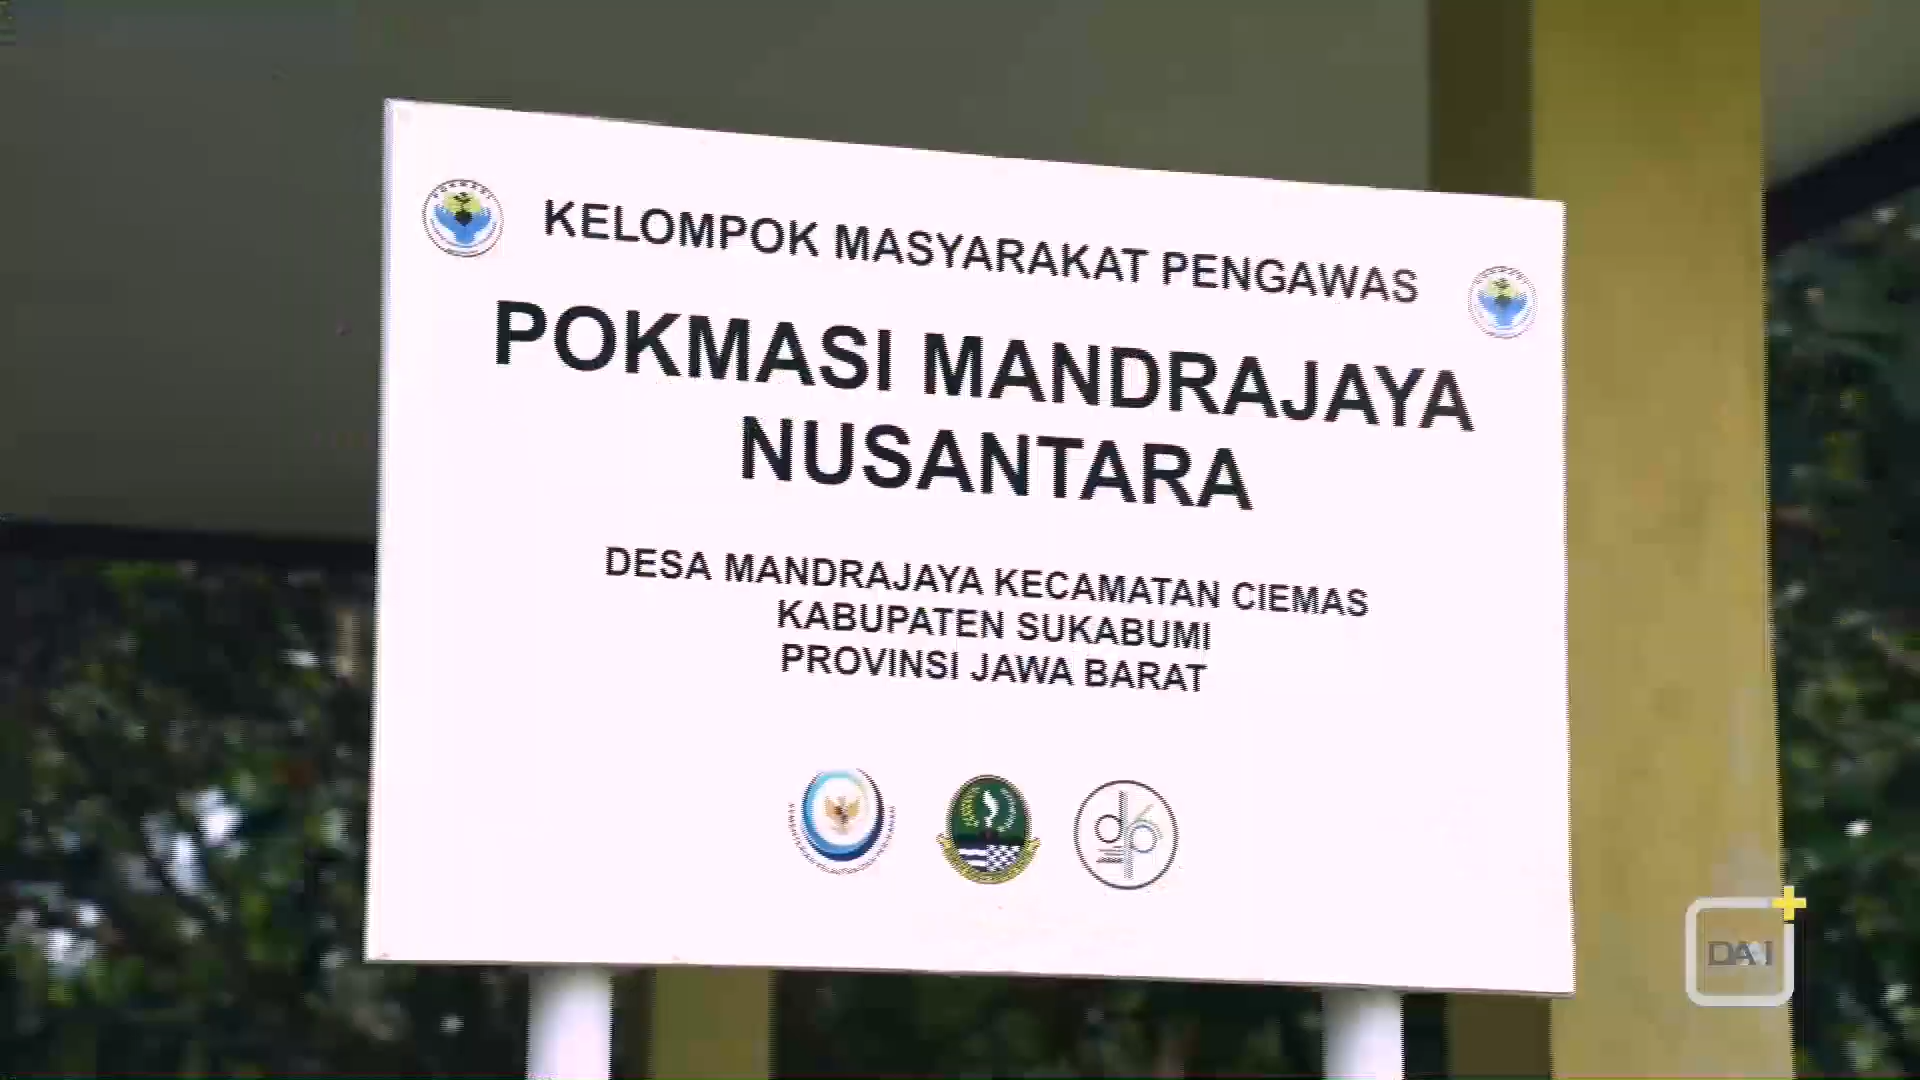 KELOMPOK MASYARAKAT PENGAWAS
POKMASI MANDRAJAYA
NUSANTARA
DESA MANDRAJAYA KECAMATAN CIEMAS
KABUPATEN SUKABUMI
PROVINSI JAWA BARAT
DAAI